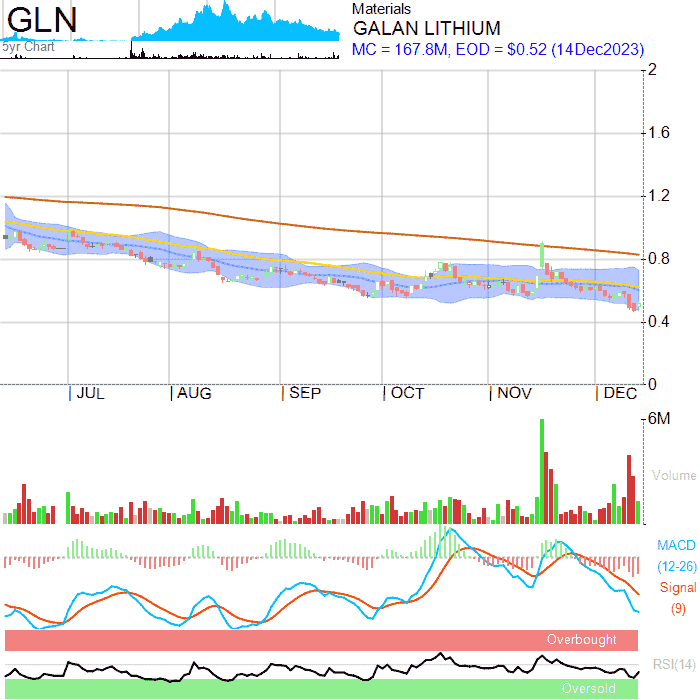 GLN
5yr Chart
Materials
GALAN LITHIUM
MC = 167.8M, EOD = $0.52 (14Dec2023)
2
1.6
1.2
0.8
0.4
0
JUL AUG SEP OCT NOV DEC
6M
Volume
MACD
(12-26)
Signal
(9)
Overbought
RSI(14)
Oversold